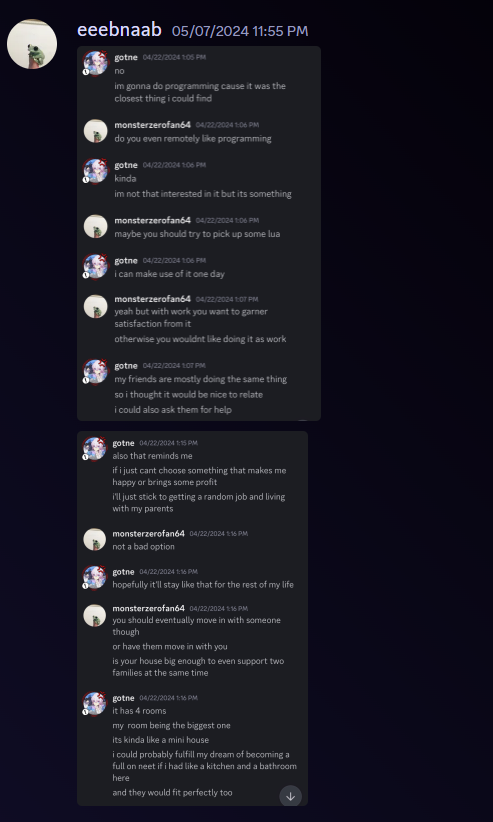 eeebnaab 05/07/2024 11:55 PM
gotne 04/22/2024 1:05 PM
no
im gonna do programming cause it was the
closest thing i could find
monsterzerofan64 04/22/2024 1:06 PM
do you even remotely like programming
gotne 04/22/2024 1:06 PM
kinda
im not that interested in it but its something
monsterzerofan64 04/22/2024 1:06 PM
maybe you should try to pick up some lua
gotne 04/22/2024 1:06 PM
i can make use of it one day
monsterzerofan64 04/22/2024 1:07 PM
yeah but with work you want to garner
satisfaction from it
otherwise you wouldnt like doing it as work
gotne 04/22/2024 1:07 PM
my friends are mostly doing the same thing
so i thought it would be nice to relate
i could also ask them for help
gotne 04/22/2024 1:15 PM
also that reminds me
if i just cant choose something that makes me
happy or brings some profit
i'll just stick to getting a random job and living
with my parents
monsterzerofan64 04/22/2024 1:16 PM
not a bad option
gotne 04/22/2024 1:16 PM
hopefully it'll stay like that for the rest of my life
monsterzerofan64 04/22/2024 1:16 PM
you should eventually move in with someone
though
or have them move in with you
is your house big enough to even support two
families at the same time
gotne 04/22/2024 1:16 PM
it has 4 rooms
my room being the biggest one
its kinda like a mini house
i could probably fulfill my dream of becoming a
full on neet if i had like a kitchen and a bathroom
here
and they would fit perfectly too